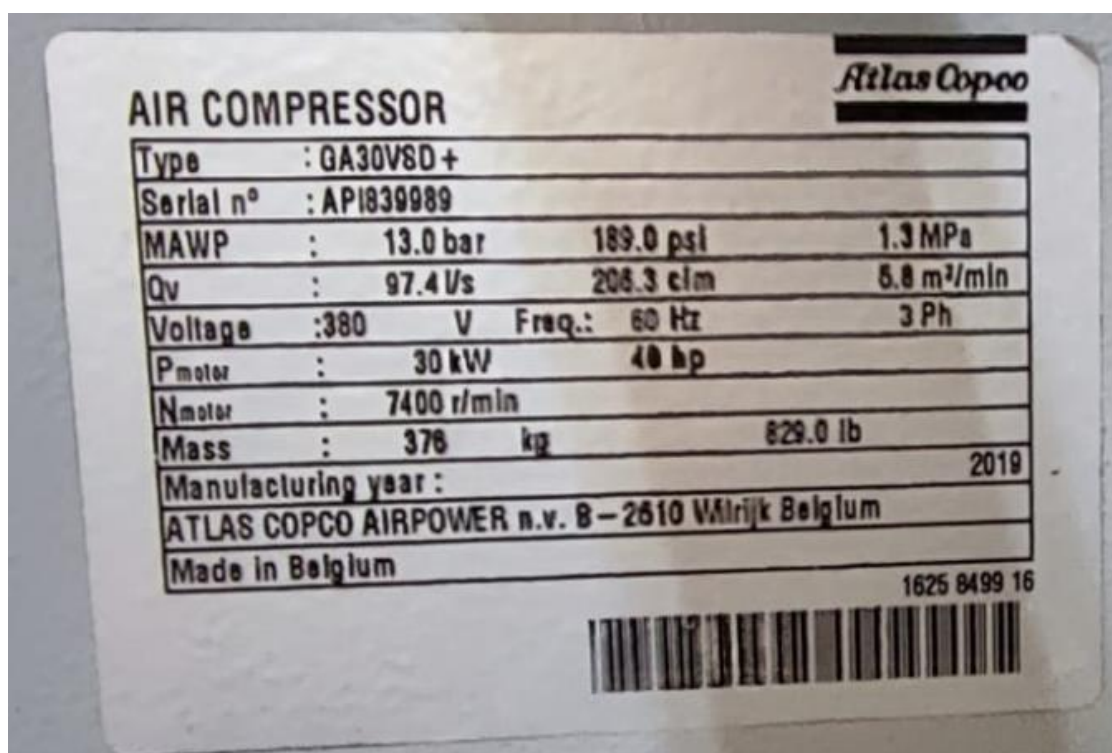 Atlas Copco
AIR COMPRESSOR
Type : GA30VSD+
Serial nº : API839989
MAWP : 13.0 bar 189.0 psi 1.3 MPa
Qv : 97.4 l/s 206.3 cfm 5.8 m³/min
Voltage :380 V Freq.: 60 Hz 3 Ph
Pmotor : 30 kW 40 hp
Nmotor : 7400 r/min
Mass : 376 kg 829.0 lb
Manufacturing year : 2019
ATLAS COPCO AIRPOWER n.v. B – 2610 Wilrijk Belgium
Made in Belgium
1625 8499 16